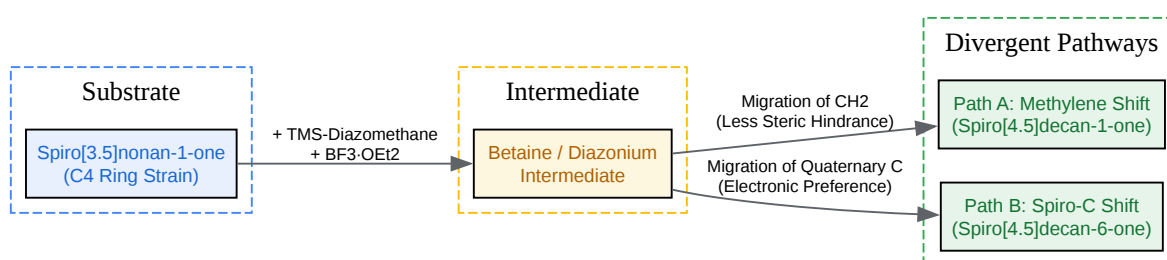 Substrate
Spiro[3.5]nonan-1-one
(C4 Ring Strain)
+ TMS-Diazomethane
+ BF3·OEt2
Intermediate
Betaine / Diazonium
Intermediate
Migration of CH2
(Less Steric Hindrance)
Migration of Quaternary C
(Electronic Preference)
Divergent Pathways
Path A: Methylene Shift
(Spiro[4.5]decan-1-one)
Path B: Spiro-C Shift
(Spiro[4.5]decan-6-one)